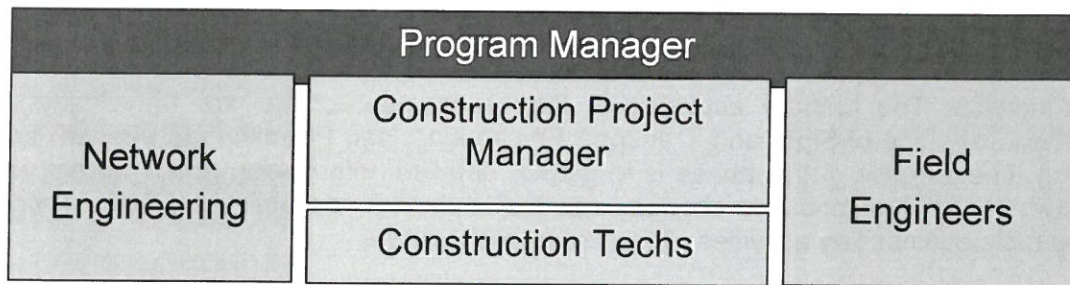 Program Manager
Network
Engineering
Construction Project
Manager
Construction Techs
Field
Engineers